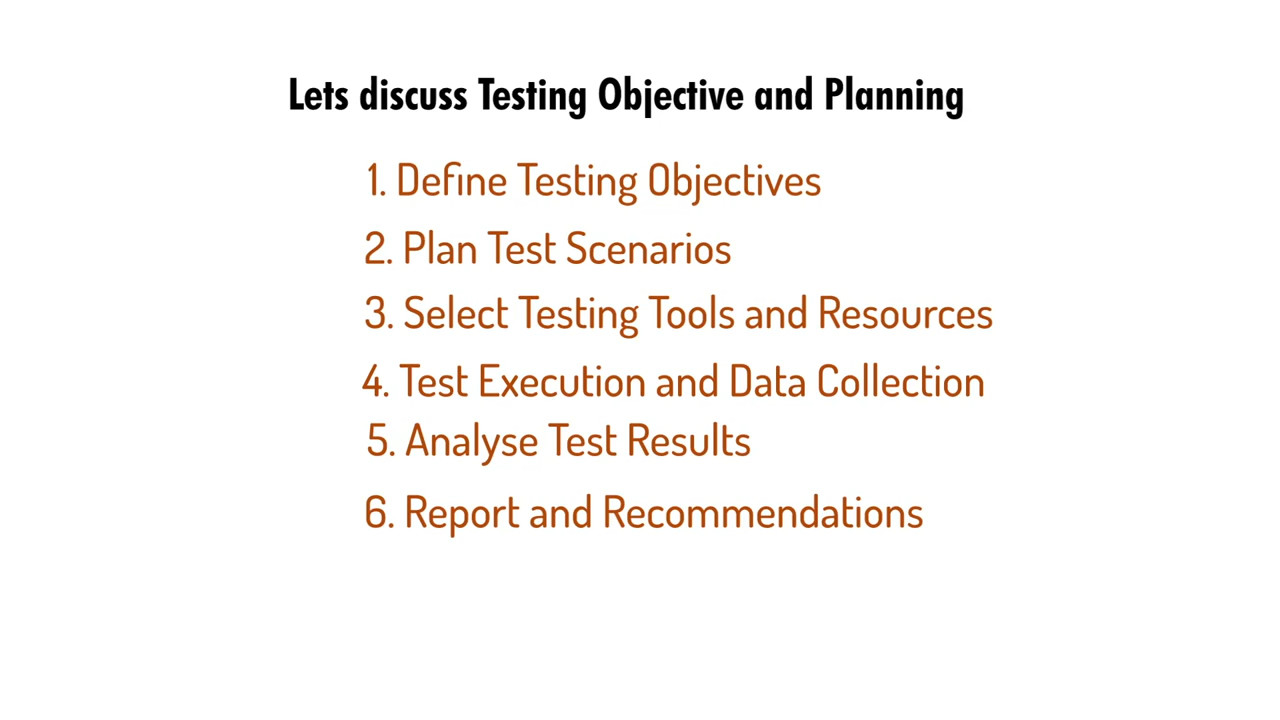 Lets discuss Testing Objective and Planning
1. Define Testing Objectives
2. Plan Test Scenarios
3. Select Testing Tools and Resources
4. Test Execution and Data Collection
5. Analyse Test Results
6. Report and Recommendations